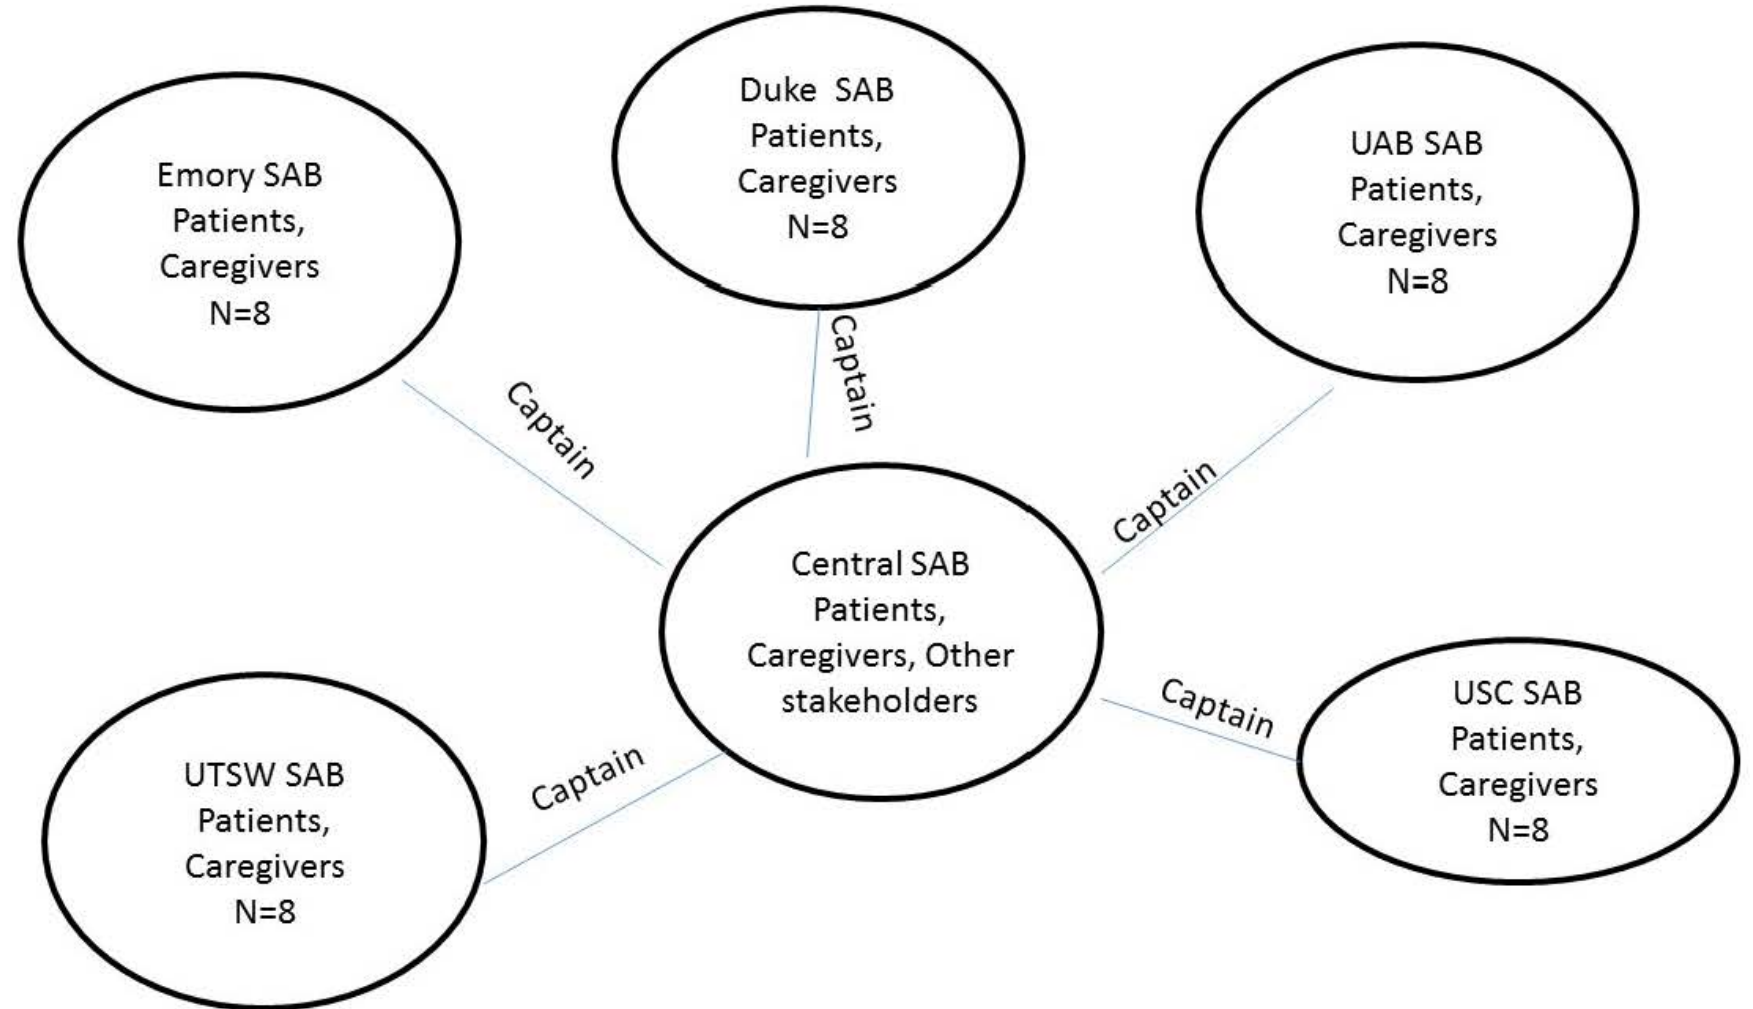 Emory SAB
Patients,
Caregivers
N=8
Duke SAB
Patients,
Caregivers
N=8
UAB SAB
Patients,
Caregivers
N=8
Captain
Captain
Captain
Central SAB
Patients,
Caregivers, Other
stakeholders
UTSW SAB
Patients,
Caregivers
N=8
Captain
Captain
USC SAB
Patients,
Caregivers
N=8